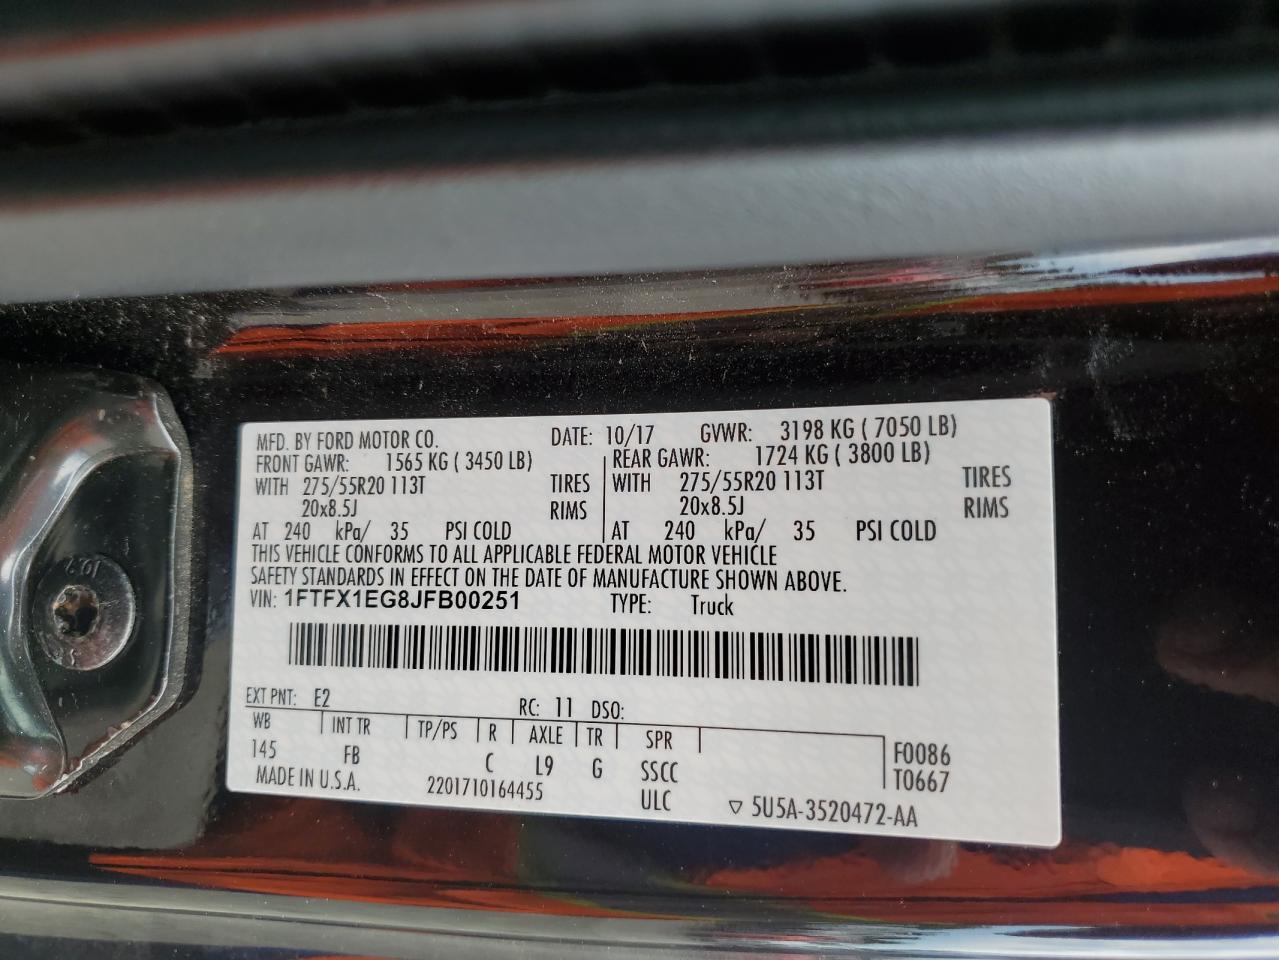 MFD. BY FORD MOTOR CO. DATE: 10/17 GVWR: 3198 KG ( 7050 LB)
FRONT GAWR: 1565 KG ( 3450 LB) REAR GAWR: 1724 KG ( 3800 LB)
WITH 275/55R20 113T TIRES WITH 275/55R20 113T TIRES
20x8.5J RIMS 20x8.5J RIMS
AT 240 kPa/ 35 PSI COLD AT 240 kPa/ 35 PSI COLD
THIS VEHICLE CONFORMS TO ALL APPLICABLE FEDERAL MOTOR VEHICLE
SAFETY STANDARDS IN EFFECT ON THE DATE OF MANUFACTURE SHOWN ABOVE.
VIN: 1FTFX1EG8JFB00251 TYPE: Truck
EXT PNT: E2 RC: 11 DSO:
WB INT TR TP/PS R AXLE TR SPR
145 FB C L9 G SSCC F0086
MADE IN U.S.A. 2201710164455 ULC T0667
▽ 5U5A-3520472-AA